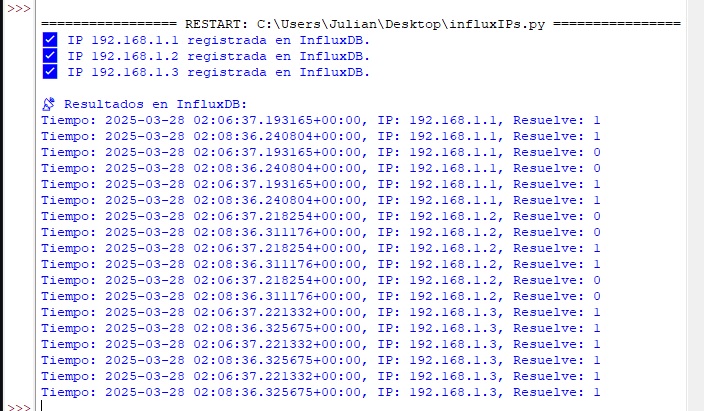 >>>
================= RESTART: C:\Users\Julian\Desktop\influxIPs.py ================
✅ IP 192.168.1.1 registrada en InfluxDB.
✅ IP 192.168.1.2 registrada en InfluxDB.
✅ IP 192.168.1.3 registrada en InfluxDB.
📡 Resultados en InfluxDB:
Tiempo: 2025-03-28 02:06:37.193165+00:00, IP: 192.168.1.1, Resuelve: 1
Tiempo: 2025-03-28 02:08:36.240804+00:00, IP: 192.168.1.1, Resuelve: 1
Tiempo: 2025-03-28 02:06:37.193165+00:00, IP: 192.168.1.1, Resuelve: 0
Tiempo: 2025-03-28 02:08:36.240804+00:00, IP: 192.168.1.1, Resuelve: 0
Tiempo: 2025-03-28 02:06:37.193165+00:00, IP: 192.168.1.1, Resuelve: 1
Tiempo: 2025-03-28 02:08:36.240804+00:00, IP: 192.168.1.1, Resuelve: 1
Tiempo: 2025-03-28 02:06:37.218254+00:00, IP: 192.168.1.2, Resuelve: 0
Tiempo: 2025-03-28 02:08:36.311176+00:00, IP: 192.168.1.2, Resuelve: 0
Tiempo: 2025-03-28 02:06:37.218254+00:00, IP: 192.168.1.2, Resuelve: 1
Tiempo: 2025-03-28 02:08:36.311176+00:00, IP: 192.168.1.2, Resuelve: 1
Tiempo: 2025-03-28 02:06:37.218254+00:00, IP: 192.168.1.2, Resuelve: 0
Tiempo: 2025-03-28 02:08:36.311176+00:00, IP: 192.168.1.2, Resuelve: 0
Tiempo: 2025-03-28 02:06:37.221332+00:00, IP: 192.168.1.3, Resuelve: 1
Tiempo: 2025-03-28 02:08:36.325675+00:00, IP: 192.168.1.3, Resuelve: 1
Tiempo: 2025-03-28 02:06:37.221332+00:00, IP: 192.168.1.3, Resuelve: 1
Tiempo: 2025-03-28 02:08:36.325675+00:00, IP: 192.168.1.3, Resuelve: 1
Tiempo: 2025-03-28 02:06:37.221332+00:00, IP: 192.168.1.3, Resuelve: 1
Tiempo: 2025-03-28 02:08:36.325675+00:00, IP: 192.168.1.3, Resuelve: 1
>>>